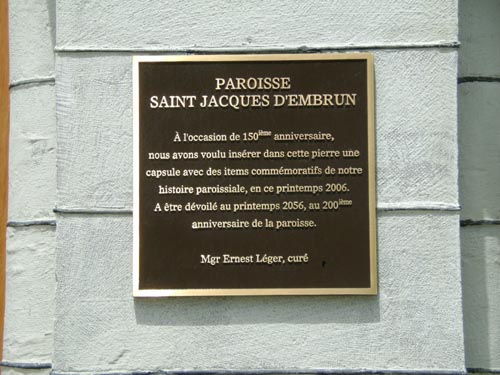 PAROISSE
SAINT JACQUES D'EMBRUN
À l'occasion de 150ième anniversaire,
nous avons voulu insérer dans cette pierre une
capsule avec des items commémoratifs de notre
histoire paroissiale, en ce printemps 2006.
A être dévoilé au printemps 2056, au 200ième
anniversaire de la paroisse.
Mgr Ernest Léger, curé